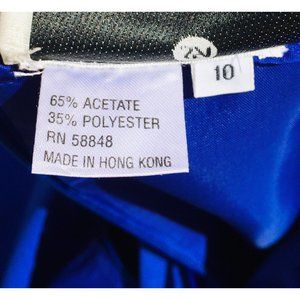 10
65% ACETATE
35% POLYESTER
RN 58848
MADE IN HONG KONG